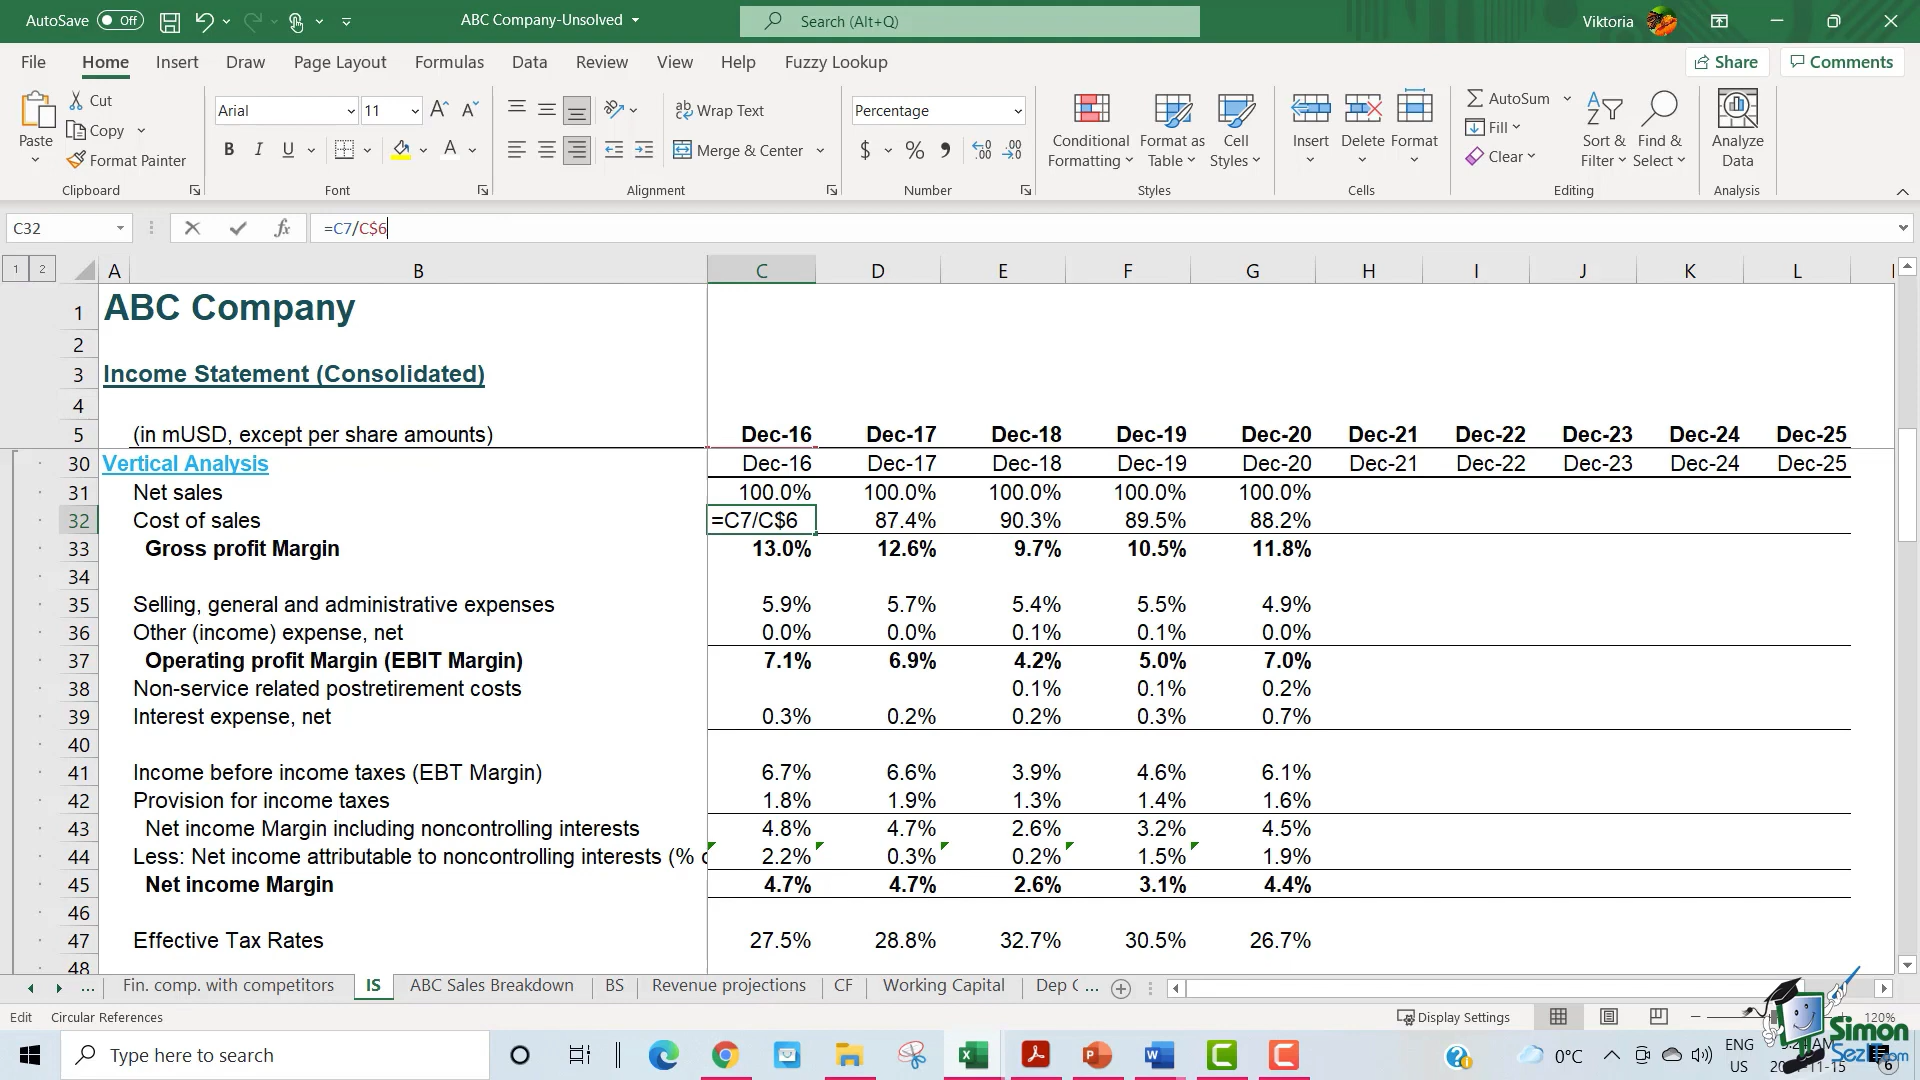 AutoSave Off ABC Company-Unsolved Search (Alt+Q) Viktoria
File Home Insert Draw Page Layout Formulas Data Review View Help Fuzzy Lookup Share Comments
Cut Arial 11 Wrap Text Percentage AutoSum
Copy Fill
Paste Format Painter B I U Merge & Center $ % Conditional Formatting Format as Table Cell Styles Insert Delete Format Clear Sort & Filter Find & Select Analyze Data
Clipboard Font Alignment Number Styles Cells Editing Analysis
C32 fx =C7/C$6
1 2 A B C D E F G H I J K L
1 ABC Company
2
3 Income Statement (Consolidated)
4
5 (in mUSD, except per share amounts) Dec-16 Dec-17 Dec-18 Dec-19 Dec-20 Dec-21 Dec-22 Dec-23 Dec-24 Dec-25
30 Vertical Analysis Dec-16 Dec-17 Dec-18 Dec-19 Dec-20 Dec-21 Dec-22 Dec-23 Dec-24 Dec-25
31 Net sales 100.0% 100.0% 100.0% 100.0% 100.0%
32 Cost of sales =C7/C$6 87.4% 90.3% 89.5% 88.2%
33 Gross profit Margin 13.0% 12.6% 9.7% 10.5% 11.8%
34
35 Selling, general and administrative expenses 5.9% 5.7% 5.4% 5.5% 4.9%
36 Other (income) expense, net 0.0% 0.0% 0.1% 0.1% 0.0%
37 Operating profit Margin (EBIT Margin) 7.1% 6.9% 4.2% 5.0% 7.0%
38 Non-service related postretirement costs 0.1% 0.1% 0.2%
39 Interest expense, net 0.3% 0.2% 0.2% 0.3% 0.7%
40
41 Income before income taxes (EBT Margin) 6.7% 6.6% 3.9% 4.6% 6.1%
42 Provision for income taxes 1.8% 1.9% 1.3% 1.4% 1.6%
43 Net income Margin including noncontrolling interests 4.8% 4.7% 2.6% 3.2% 4.5%
44 Less: Net income attributable to noncontrolling interests (% 2.2% 0.3% 0.2% 1.5% 1.9%
45 Net income Margin 4.7% 4.7% 2.6% 3.1% 4.4%
46
47 Effective Tax Rates 27.5% 28.8% 32.7% 30.5% 26.7%
48
... Fin. comp. with competitors IS ABC Sales Breakdown BS Revenue projections CF Working Capital Dep ...
Edit Circular References Display Settings 120%
Type here to search 0°C ENG US
Simon SezIT.com
6